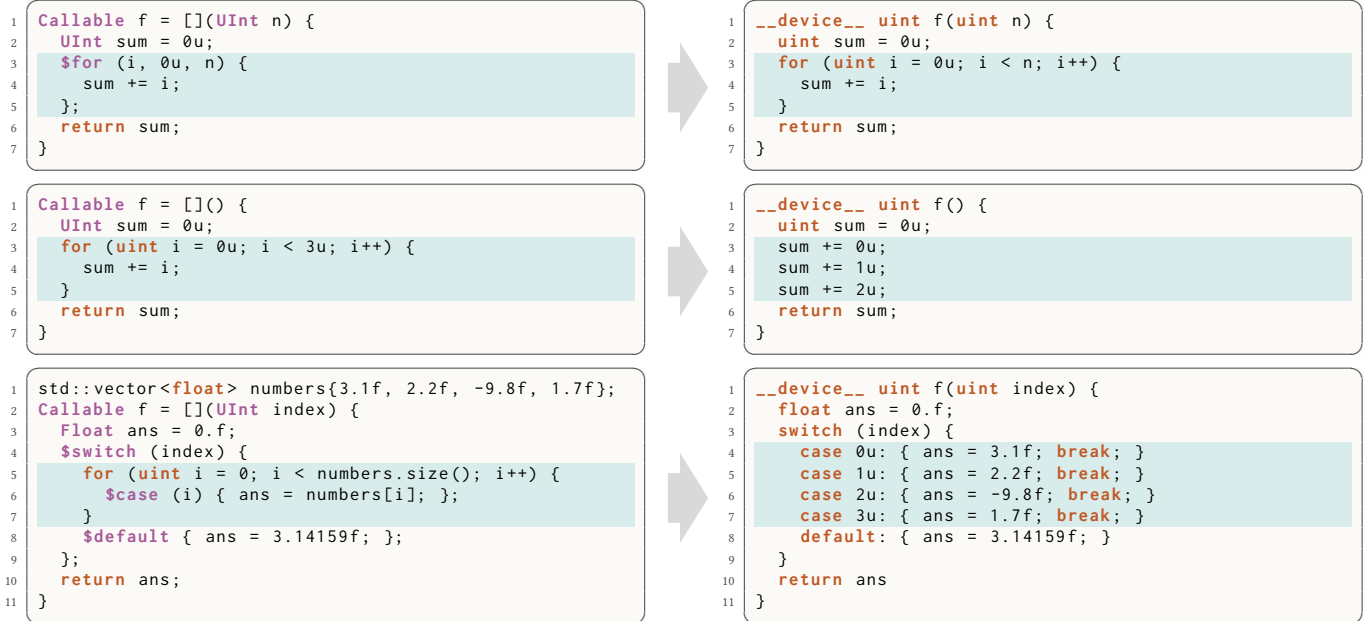 1 Callable f = [](UInt n) {
2   UInt sum = 0u;
3   $for (i, 0u, n) {
4     sum += i;
5   };
6   return sum;
7 }
1 __device__ uint f(uint n) {
2   uint sum = 0u;
3   for (uint i = 0u; i < n; i++) {
4     sum += i;
5   }
6   return sum;
7 }
1 Callable f = []() {
2   UInt sum = 0u;
3   for (uint i = 0u; i < 3u; i++) {
4     sum += i;
5   }
6   return sum;
7 }
1 __device__ uint f() {
2   uint sum = 0u;
3   sum += 0u;
4   sum += 1u;
5   sum += 2u;
6   return sum;
7 }
1 std::vector<float> numbers{3.1f, 2.2f, -9.8f, 1.7f};
2 Callable f = [](UInt index) {
3   Float ans = 0.f;
4   $switch (index) {
5     for (uint i = 0; i < numbers.size(); i++) {
6       $case (i) { ans = numbers[i]; };
7     }
8     $default { ans = 3.14159f; };
9   };
10   return ans;
11 }
1 __device__ uint f(uint index) {
2   float ans = 0.f;
3   switch (index) {
4     case 0u: { ans = 3.1f; break; }
5     case 1u: { ans = 2.2f; break; }
6     case 2u: { ans = -9.8f; break; }
7     case 3u: { ans = 1.7f; break; }
8     default: { ans = 3.14159f; }
9   }
10   return ans
11 }